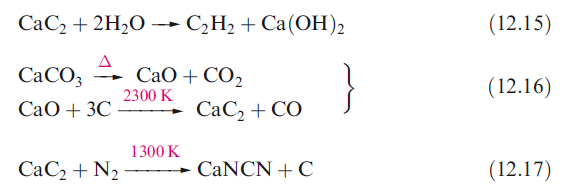 CaC₂ + 2H₂O → C₂H₂ + Ca(OH)₂ (12.15)
CaCO₃ —Δ→ CaO + CO₂
CaO + 3C —2300 K→ CaC₂ + CO } (12.16)
CaC₂ + N₂ —1300 K→ CaNCN + C (12.17)